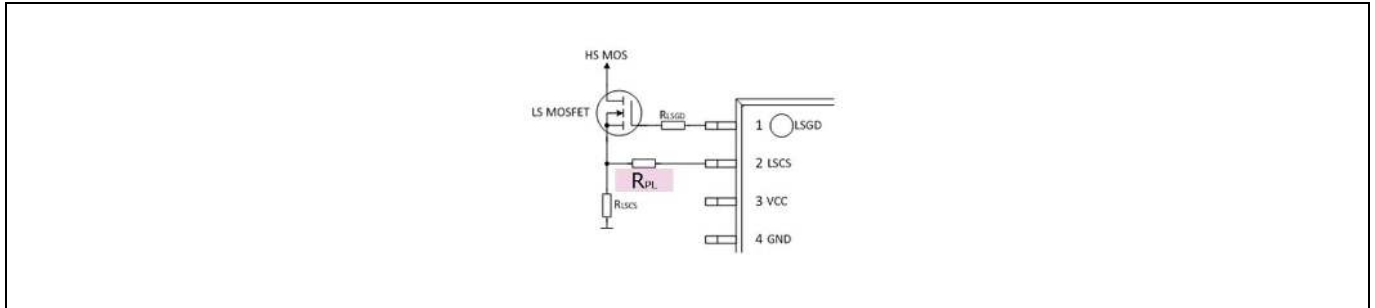 HS MOS
LS MOSFET
RLSGD
1 LSGD
2 LSCS
RPL
RLSCS
3 VCC
4 GND